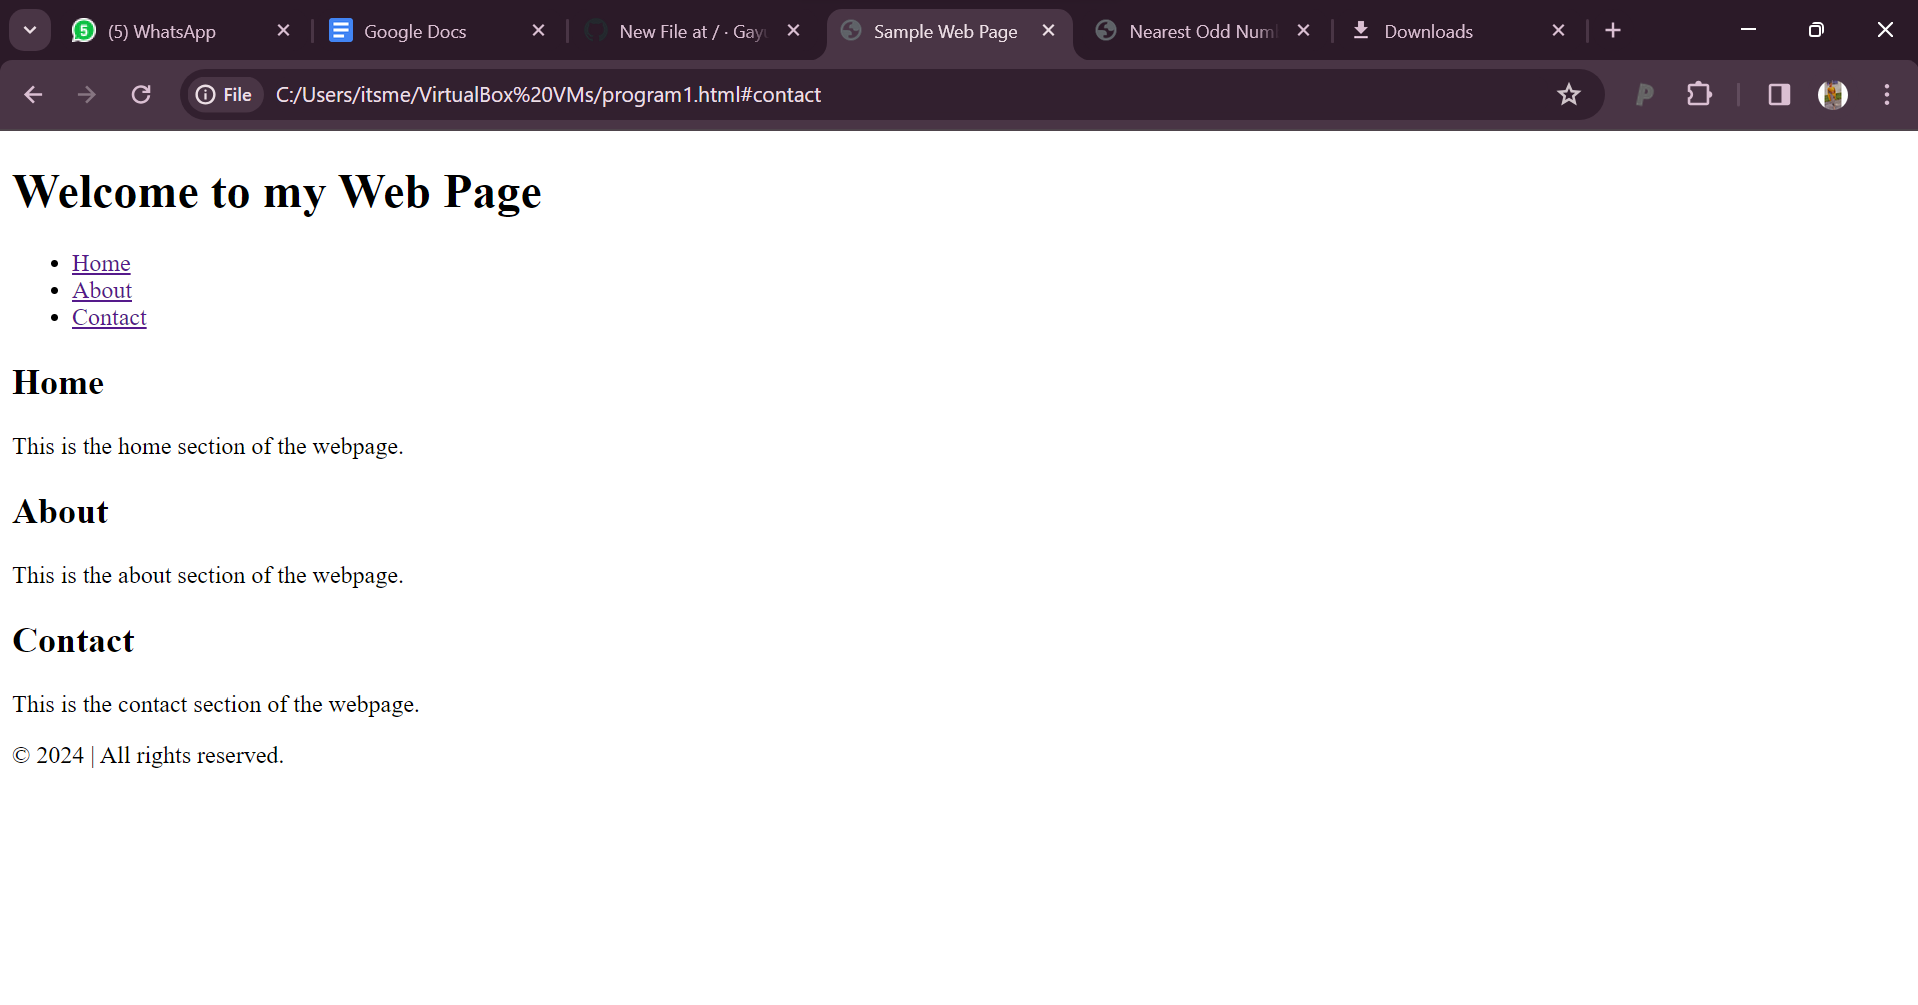 5 (5) WhatsApp
Google Docs
New File at / · Gay
Sample Web Page
Nearest Odd Num
Downloads
File C:/Users/itsme/VirtualBox%20VMs/program1.html#contact
P
Welcome to my Web Page
• Home
• About
• Contact
Home
This is the home section of the webpage.
About
This is the about section of the webpage.
Contact
This is the contact section of the webpage.
© 2024 | All rights reserved.